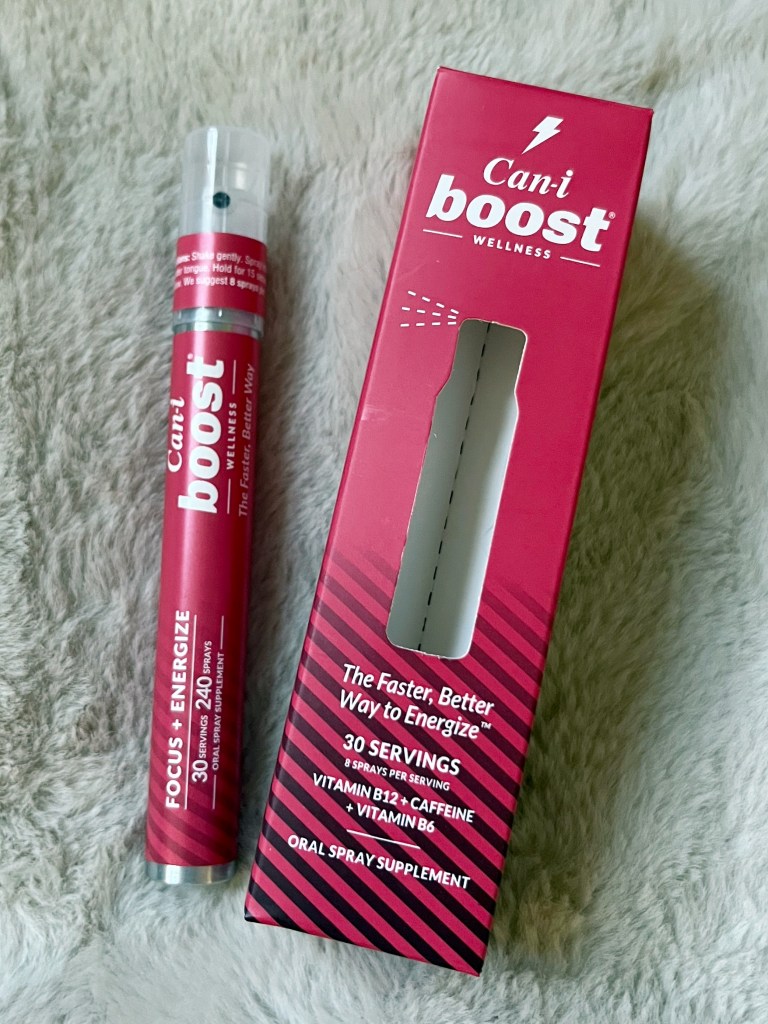 ons: Shake gently. Spray
er tongue. Hold for 15
We suggest 8 sprays
Can-i
boost®
WELLNESS
The Faster, Better Way
FOCUS + ENERGIZE
30 SERVINGS 240 SPRAYS
ORAL SPRAY SUPPLEMENT
Can-i
boost®
WELLNESS
The Faster, Better
Way to Energize™
30 SERVINGS
8 SPRAYS PER SERVING
VITAMIN B12 + CAFFEINE
+ VITAMIN B6
ORAL SPRAY SUPPLEMENT